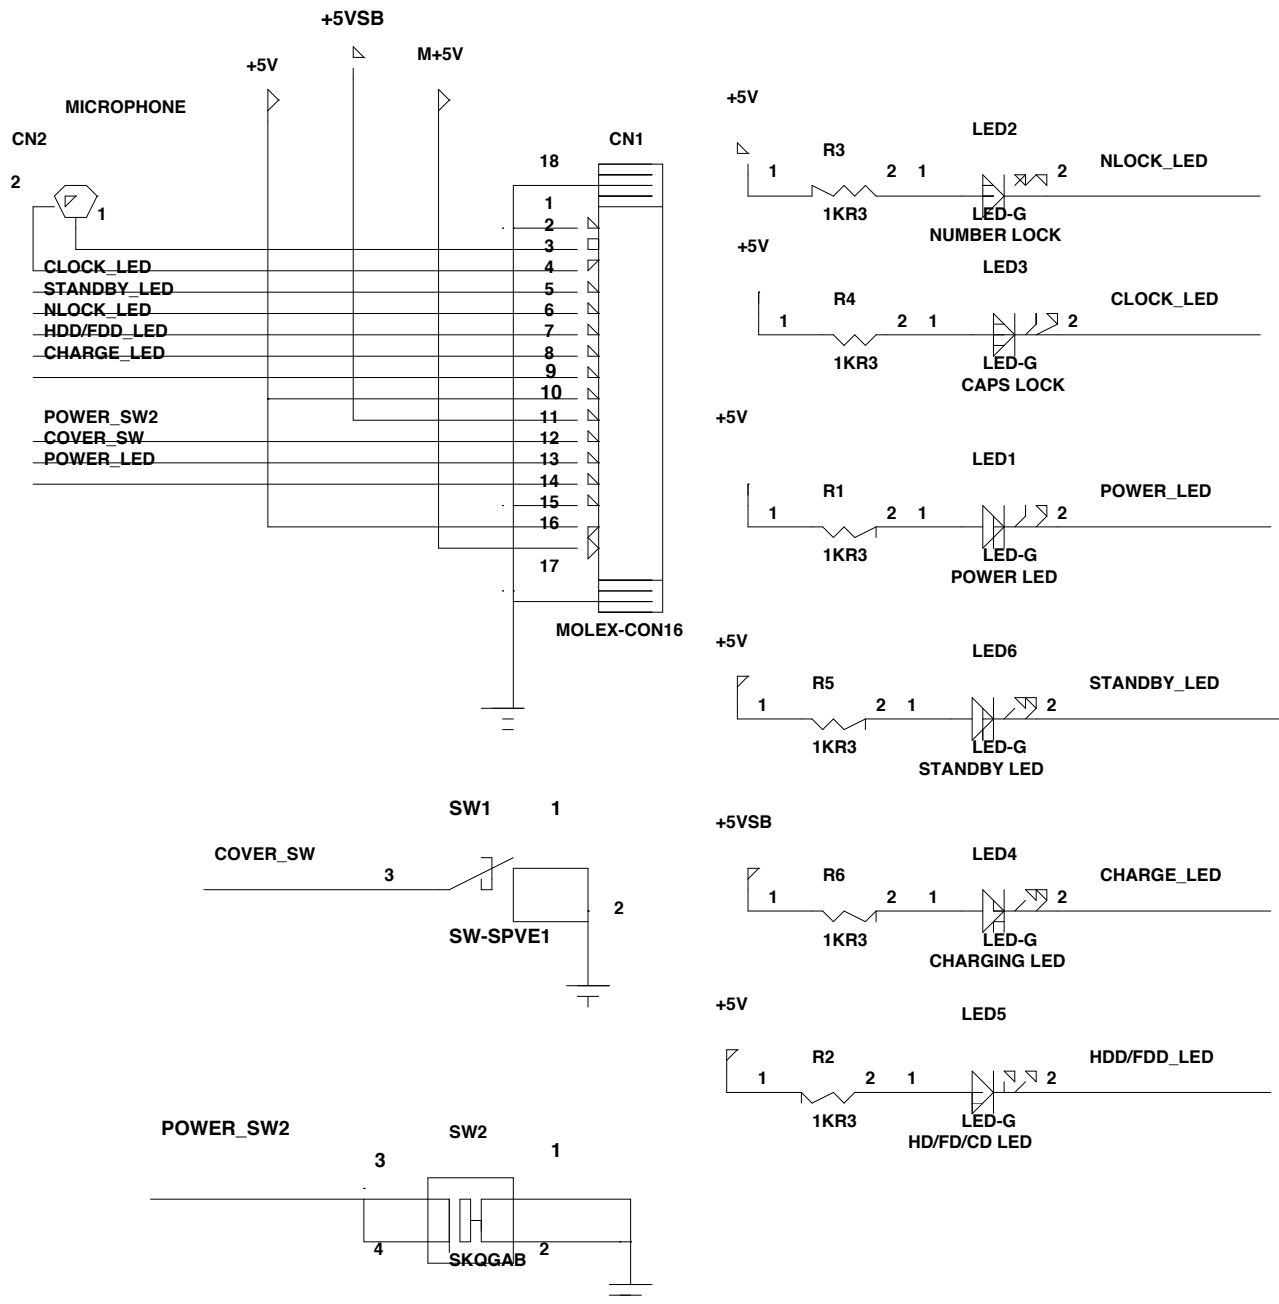 +5VSB
+5V
M+5V
MICROPHONE
CN2
CN1
2
1
18
1
2
3
CLOCK_LED 4
STANDBY_LED 5
NLOCK_LED 6
HDD/FDD_LED 7
CHARGE_LED 8
9
10
POWER_SW2 11
COVER_SW 12
POWER_LED 13
14
15
16
17
MOLEX-CON16
+5V
LED2
R3
NLOCK_LED
1 2 1 2
1KR3
LED-G
NUMBER LOCK
+5V
LED3
R4
CLOCK_LED
1 2 1 2
1KR3
LED-G
CAPS LOCK
+5V
LED1
R1
POWER_LED
1 2 1 2
1KR3
LED-G
POWER LED
+5V
LED6
R5
STANDBY_LED
1 2 1 2
1KR3
LED-G
STANDBY LED
+5VSB
LED4
R6
CHARGE_LED
1 2 1 2
1KR3
LED-G
CHARGING LED
+5V
LED5
R2
HDD/FDD_LED
1 2 1 2
1KR3
LED-G
HD/FD/CD LED
SW1 1
COVER_SW
3
2
SW-SPVE1
POWER_SW2
SW2
1
3
4
2
SKQGAB